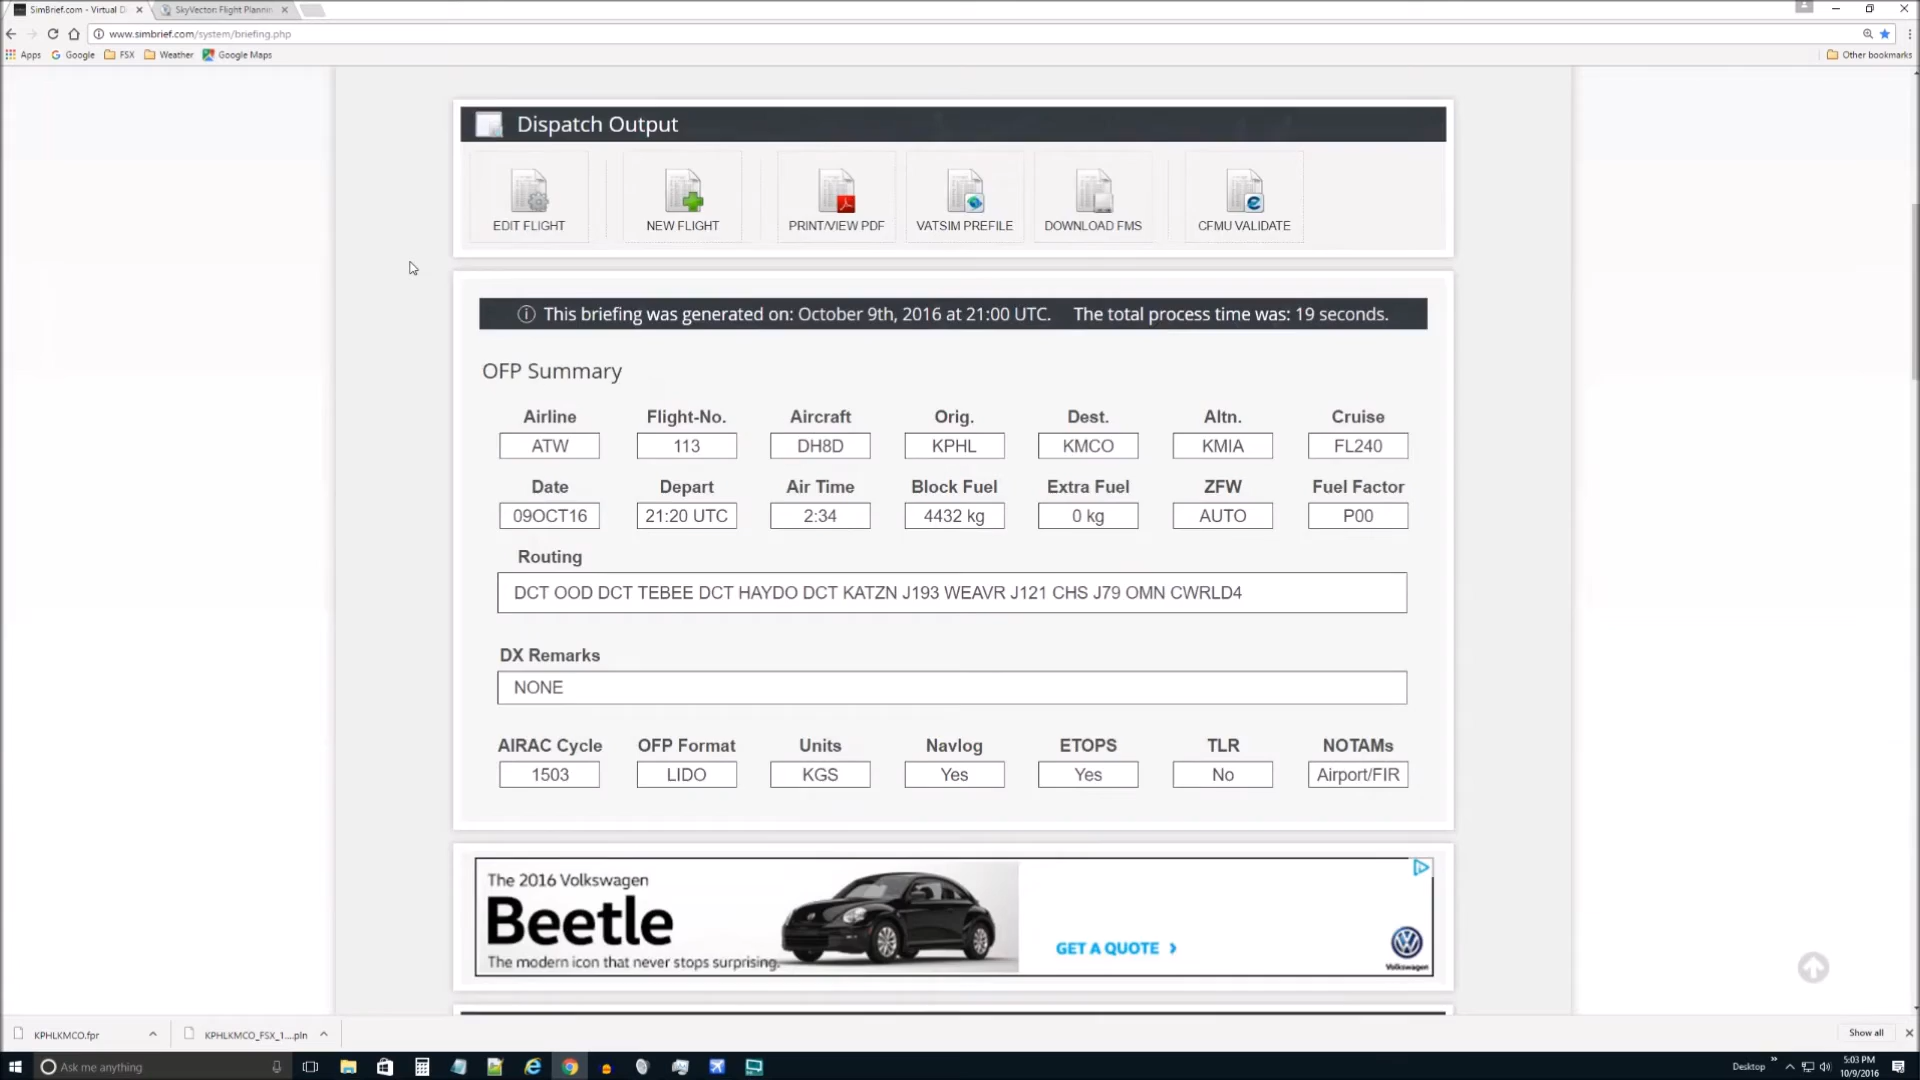 SimBrief.com - Virtual D
SkyVector: Flight Plannin
www.simbrief.com/system/briefing.php
Apps Google FSX Weather Google Maps Other bookmarks
Dispatch Output
EDIT FLIGHT NEW FLIGHT PRINT/VIEW PDF VATSIM PREFILE DOWNLOAD FMS CFMU VALIDATE
This briefing was generated on: October 9th, 2016 at 21:00 UTC. The total process time was: 19 seconds.
OFP Summary
Airline Flight-No. Aircraft Orig. Dest. Altn. Cruise
ATW 113 DH8D KPHL KMCO KMIA FL240
Date Depart Air Time Block Fuel Extra Fuel ZFW Fuel Factor
09OCT16 21:20 UTC 2:34 4432 kg 0 kg AUTO P00
Routing
DCT OOD DCT TEBEE DCT HAYDO DCT KATZN J193 WEAVR J121 CHS J79 OMN CWRLD4
DX Remarks
NONE
AIRAC Cycle OFP Format Units Navlog ETOPS TLR NOTAMs
1503 LIDO KGS Yes Yes No Airport/FIR
The 2016 Volkswagen
Beetle
The modern icon that never stops surprising.
GET A QUOTE
Volkswagen
KPHLKMCO.fpr KPHLKMCO_FSX_1....pln Show all
Ask me anything
Desktop
5:03 PM
10/9/2016